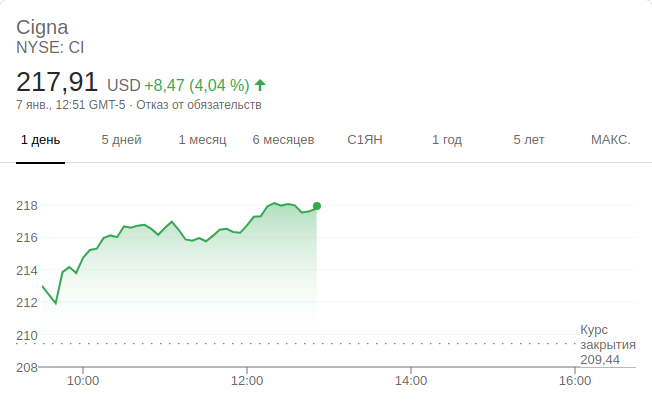 Cigna
NYSE: CI
217,91 USD +8,47 (4,04 %)
7 янв., 12:51 GMT-5 · Отказ от обязательств
1 день 5 дней 1 месяц 6 месяцев С1ЯН 1 год 5 лет МАКС.
218
216
214
212
210
208
Курс
закрытия
209,44
10:00 12:00 14:00 16:00